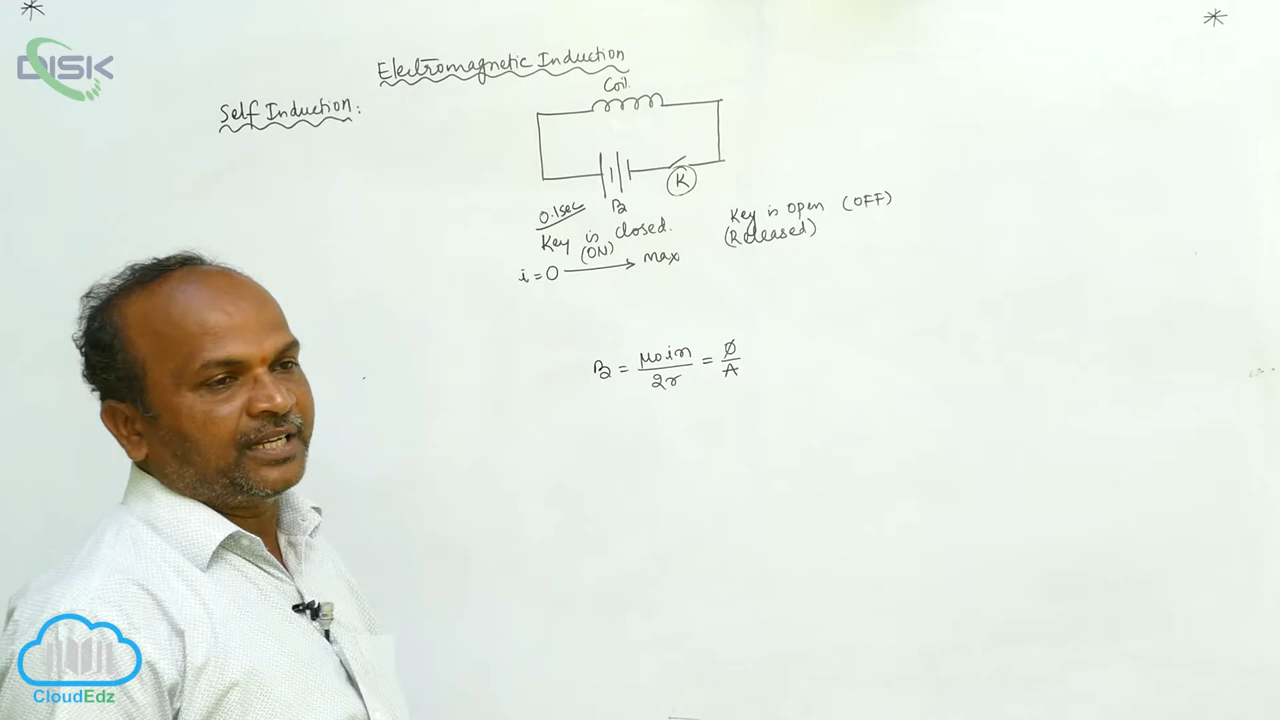 DISK
Electromagnetic Induction
Self Induction:
Coil
K
B
0.1sec
Key is closed.
(ON)
i = 0 → max
Key is open (OFF)
(Released)
B = μ0in/2r = Ø/A
CloudEdz